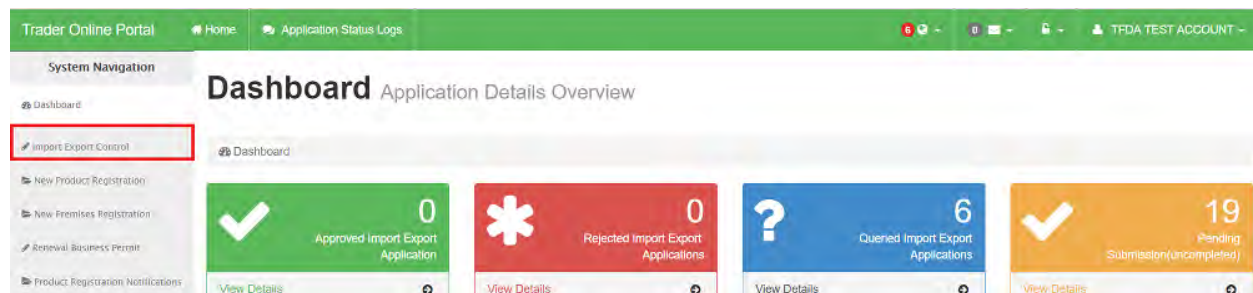 Trader Online Portal Home Application Status Logs 6 0 TFDA TEST ACCOUNT
System Navigation
Dashboard
Import Export Control
New Product Registration
New Premises Registration
Renewal Business Permit
Product Registration Notifications
Dashboard Application Details Overview
Dashboard
0
Approved Import Export
Application
View Details
0
Rejected Import Export
Applications
View Details
6
Queried Import Export
Applications
View Details
19
Pending
Submission(uncompleted)
View Details